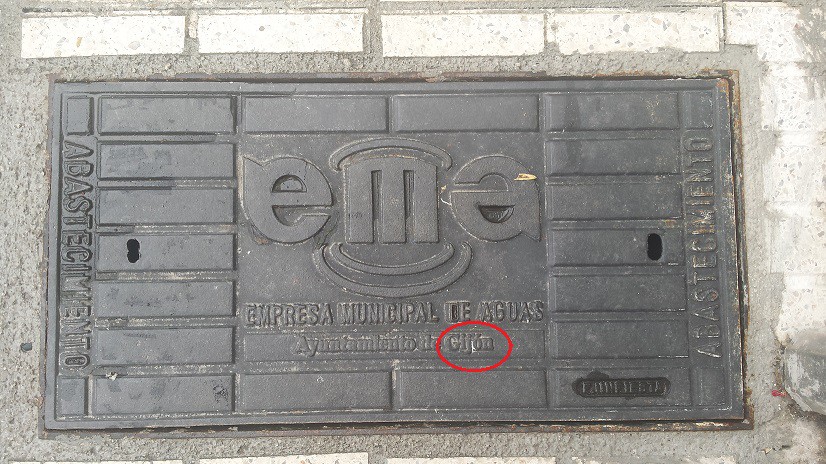 ABASTECIMIENTO
ema
EMPRESA MUNICIPAL DE AGUAS
Ayuntamiento de Gijón
ABASTECIMIENTO